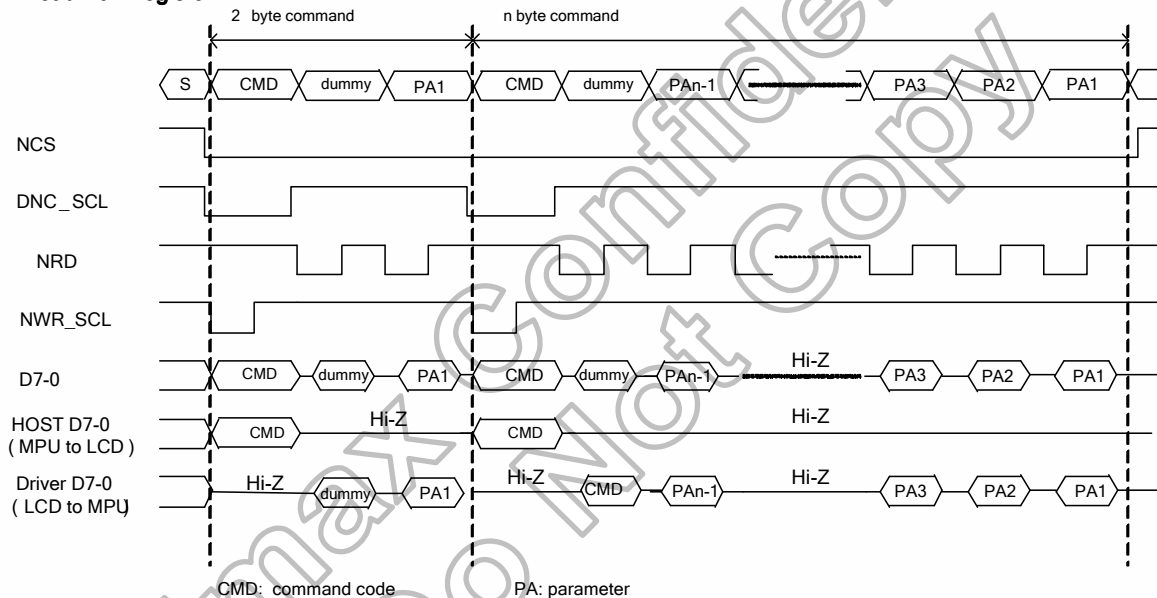 2 byte command n byte command
S CMD dummy PA1 CMD dummy PAn-1 PA3 PA2 PA1
NCS
DNC_SCL
NRD
NWR_SCL
D7-0 CMD dummy PA1 CMD dummy PAn-1 Hi-Z PA3 PA2 PA1
HOST D7-0
( MPU to LCD ) CMD Hi-Z CMD Hi-Z
Driver D7-0
( LCD to MPU) Hi-Z dummy PA1 Hi-Z CMD PAn-1 Hi-Z PA3 PA2 PA1
CMD: command code PA: parameter
Do Not Copy